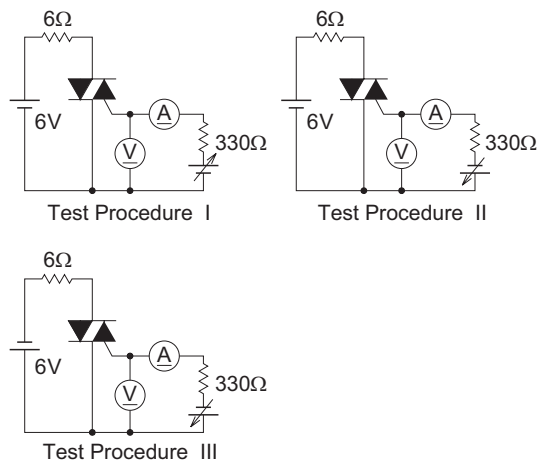 6Ω
6V
A
V
330Ω
Test Procedure I
6Ω
6V
A
V
330Ω
Test Procedure II
6Ω
6V
A
V
330Ω
Test Procedure III